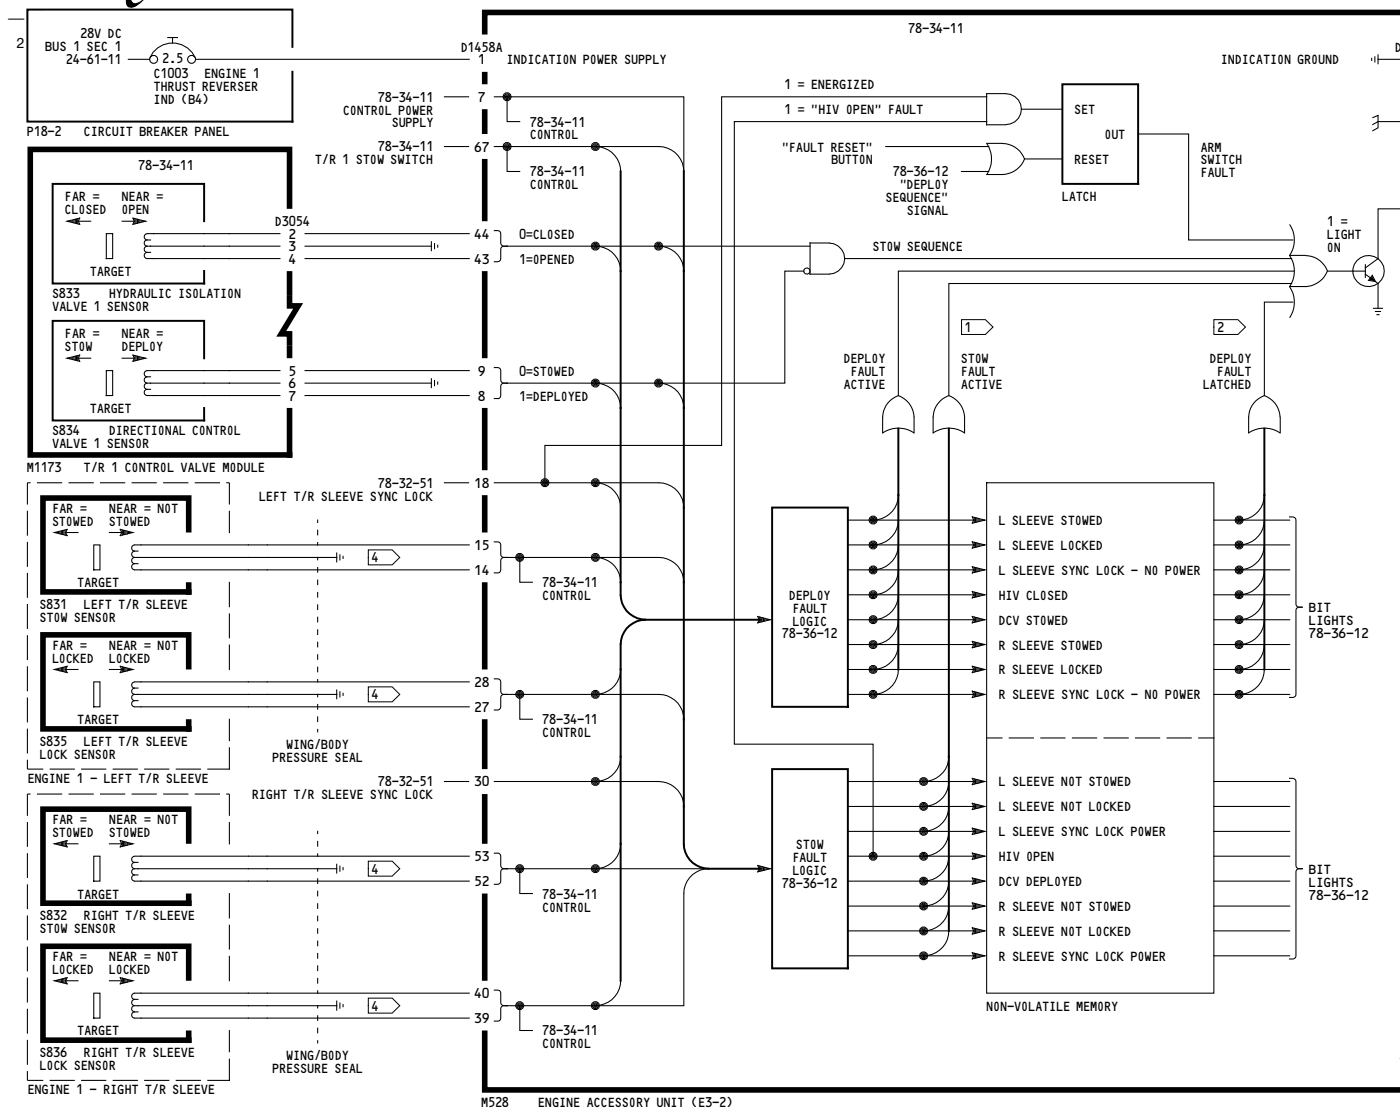 2
28V DC
BUS 1 SEC 1
24-61-11
2.5
C1003 ENGINE 1
THRUST REVERSER
IND (B4)
P18-2 CIRCUIT BREAKER PANEL
78-34-11
FAR = NEAR =
CLOSED OPEN
TARGET
S833 HYDRAULIC ISOLATION
VALVE 1 SENSOR
D3054
2
3
4
FAR = NEAR =
STOW DEPLOY
TARGET
5
6
7
S834 DIRECTIONAL CONTROL
VALVE 1 SENSOR
M1173 T/R 1 CONTROL VALVE MODULE
FAR = NEAR = NOT
STOWED STOWED
TARGET
S831 LEFT T/R SLEEVE
STOW SENSOR
FAR = NEAR = NOT
LOCKED LOCKED
TARGET
S835 LEFT T/R SLEEVE
LOCK SENSOR
ENGINE 1 - LEFT T/R SLEEVE
FAR = NEAR = NOT
STOWED STOWED
TARGET
S832 RIGHT T/R SLEEVE
STOW SENSOR
FAR = NEAR = NOT
LOCKED LOCKED
TARGET
S836 RIGHT T/R SLEEVE
LOCK SENSOR
ENGINE 1 - RIGHT T/R SLEEVE
4
4
WING/BODY
PRESSURE SEAL
4
4
WING/BODY
PRESSURE SEAL
D1458A
1 INDICATION POWER SUPPLY
78-34-11
CONTROL POWER
SUPPLY
7
78-34-11
CONTROL
78-34-11
T/R 1 STOW SWITCH
67
78-34-11
CONTROL
44
43
0=CLOSED
1=OPENED
9
8
0=STOWED
1=DEPLOYED
78-32-51
LEFT T/R SLEEVE SYNC LOCK
18
15
14
78-34-11
CONTROL
28
27
78-34-11
CONTROL
78-32-51
RIGHT T/R SLEEVE SYNC LOCK
30
53
52
78-34-11
CONTROL
40
39
78-34-11
CONTROL
78-34-11
INDICATION GROUND
D
1 = ENERGIZED
1 = "HIV OPEN" FAULT
"FAULT RESET"
BUTTON
78-36-12
"DEPLOY
SEQUENCE"
SIGNAL
SET
OUT
RESET
LATCH
ARM
SWITCH
FAULT
STOW SEQUENCE
1 =
LIGHT
ON
1
2
DEPLOY
FAULT
ACTIVE
STOW
FAULT
ACTIVE
DEPLOY
FAULT
LATCHED
DEPLOY
FAULT
LOGIC
78-36-12
L SLEEVE STOWED
L SLEEVE LOCKED
L SLEEVE SYNC LOCK - NO POWER
HIV CLOSED
DCV STOWED
R SLEEVE STOWED
R SLEEVE LOCKED
R SLEEVE SYNC LOCK - NO POWER
BIT
LIGHTS
78-36-12
STOW
FAULT
LOGIC
78-36-12
L SLEEVE NOT STOWED
L SLEEVE NOT LOCKED
L SLEEVE SYNC LOCK POWER
HIV OPEN
DCV DEPLOYED
R SLEEVE NOT STOWED
R SLEEVE NOT LOCKED
R SLEEVE SYNC LOCK POWER
BIT
LIGHTS
78-36-12
NON-VOLATILE MEMORY
M528 ENGINE ACCESSORY UNIT (E3-2)